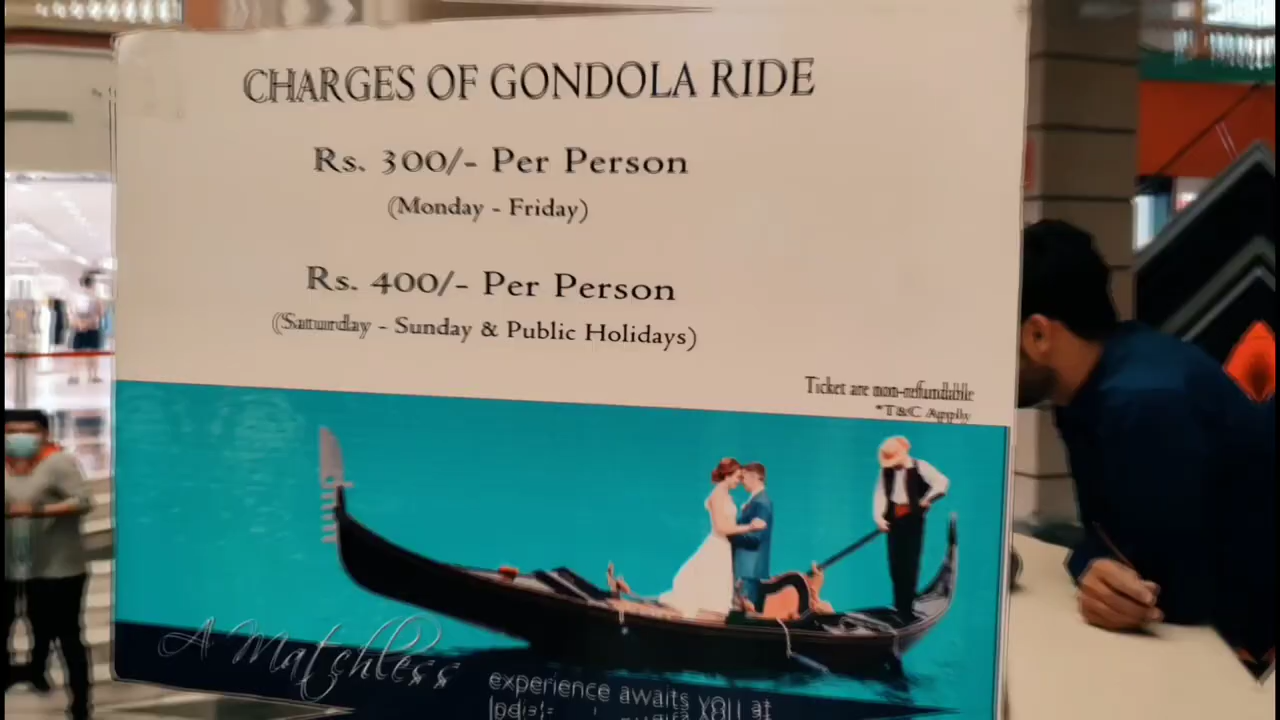 CHARGES OF GONDOLA RIDE
Rs. 300/- Per Person
(Monday - Friday)
Rs. 400/- Per Person
(Saturday - Sunday & Public Holidays)
Ticket are non-refundable
*T&C Apply
A Matchless
experience awaits you at